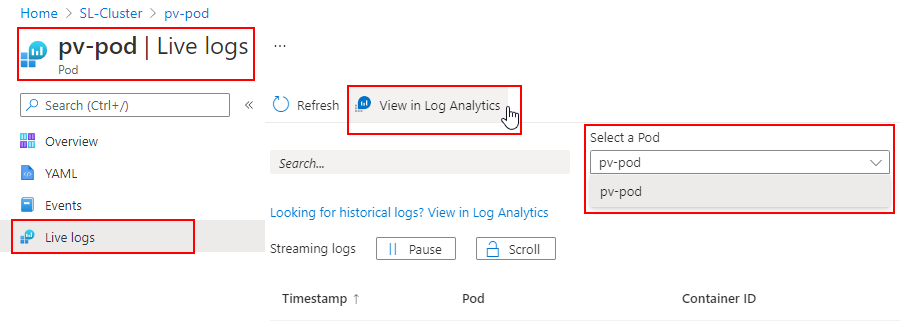 Home > SL-Cluster > pv-pod
pv-pod | Live logs
...
Pod
Search (Ctrl+/)
«
Refresh
View in Log Analytics
Overview
YAML
Events
Live logs
Select a Pod
Search...
pv-pod
pv-pod
Looking for historical logs? View in Log Analytics
Streaming logs
Pause
Scroll
Timestamp ↑
Pod
Container ID